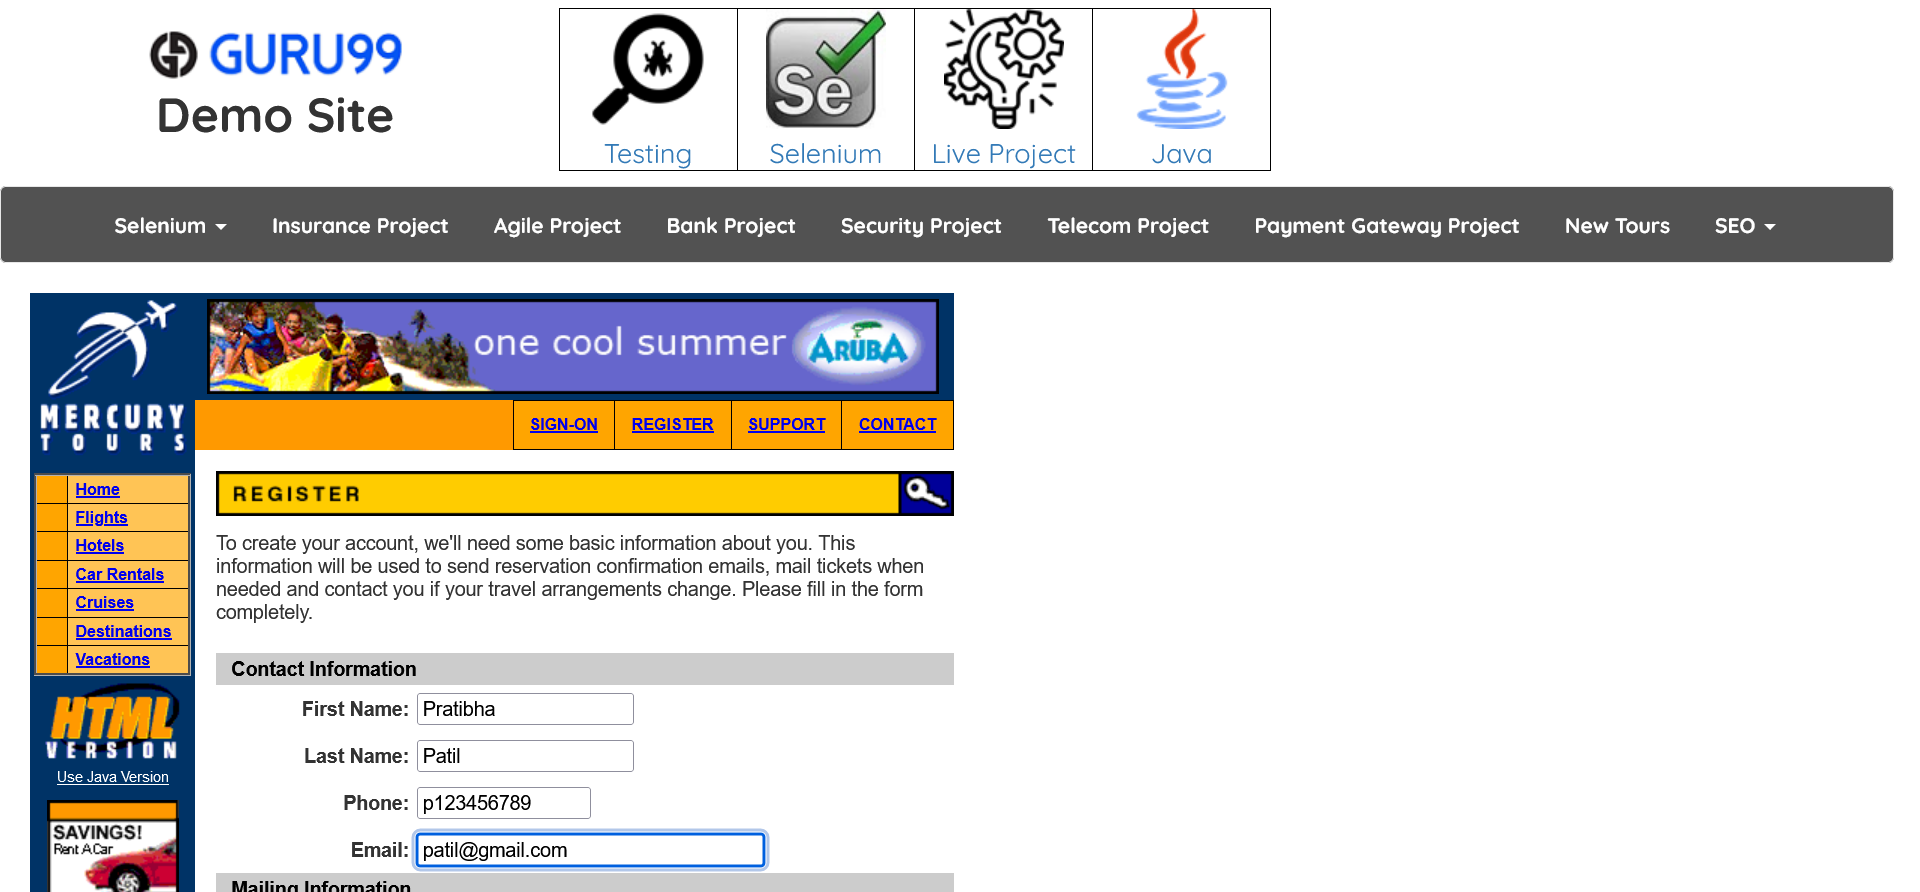 GURU99
Demo Site
Testing
Selenium
Live Project
Java
Selenium
Insurance Project
Agile Project
Bank Project
Security Project
Telecom Project
Payment Gateway Project
New Tours
SEO
one cool summer
ARUBA
MERCURY
TOURS
SIGN-ON
REGISTER
SUPPORT
CONTACT
Home
Flights
Hotels
Car Rentals
Cruises
Destinations
Vacations
HTML
VERSION
Use Java Version
SAVINGS!
Rent A Car
REGISTER
To create your account, we'll need some basic information about you. This
information will be used to send reservation confirmation emails, mail tickets when
needed and contact you if your travel arrangements change. Please fill in the form
completely.
Contact Information
First Name: Pratibha
Last Name: Patil
Phone: p123456789
Email: patil@gmail.com
Mailing Information